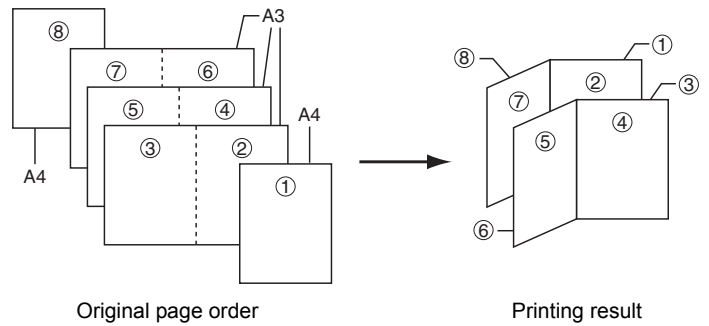 ⑧
A3
⑦ ⑥
⑤ ④
A4
③ ②
①
A4
Original page order
①
⑧
②
③
⑦
④
⑤
⑥
Printing result